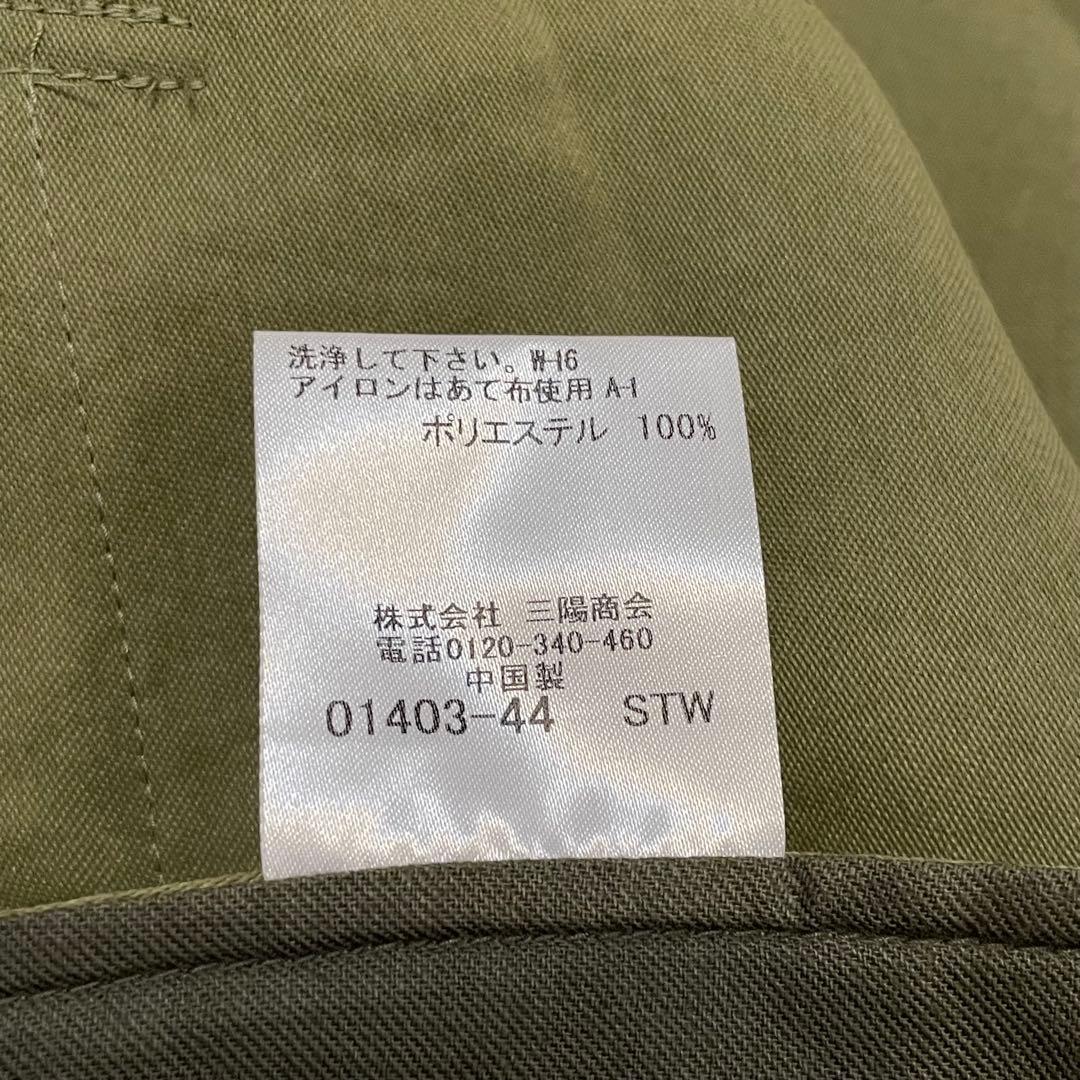 洗浄して下さい。W-16
アイロンはあて布使用 A-1
ポリエステル 100%
株式会社 三陽商会
電話0120-340-460
中国製
01403-44 STW